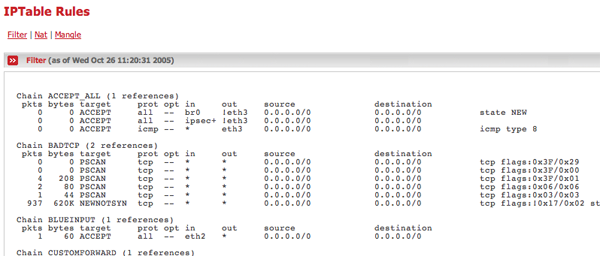 IPTable Rules
Filter | Nat | Mangle
Filter (as of Wed Oct 26 11:20:31 2005)
Chain ACCEPT_ALL (1 references)
pkts bytes target prot opt in out source destination
0 0 ACCEPT all -- br0 !eth3 0.0.0.0/0 0.0.0.0/0 state NEW
0 0 ACCEPT all -- ipsec+ !eth3 0.0.0.0/0 0.0.0.0/0
0 0 ACCEPT icmp -- * eth3 0.0.0.0/0 0.0.0.0/0 icmp type 8
Chain BADTCP (2 references)
pkts bytes target prot opt in out source destination
0 0 PSCAN tcp -- * * 0.0.0.0/0 0.0.0.0/0 tcp flags:0x3F/0x29
0 0 PSCAN tcp -- * * 0.0.0.0/0 0.0.0.0/0 tcp flags:0x3F/0x00
4 208 PSCAN tcp -- * * 0.0.0.0/0 0.0.0.0/0 tcp flags:0x3F/0x01
2 80 PSCAN tcp -- * * 0.0.0.0/0 0.0.0.0/0 tcp flags:0x06/0x06
1 44 PSCAN tcp -- * * 0.0.0.0/0 0.0.0.0/0 tcp flags:0x03/0x03
937 620K NEWNOTSYN tcp -- * * 0.0.0.0/0 0.0.0.0/0 tcp flags:!0x17/0x02 st
Chain BLUEINPUT (1 references)
pkts bytes target prot opt in out source destination
1 60 ACCEPT all -- eth2 * 0.0.0.0/0 0.0.0.0/0
Chain CUSTOMFORWARD (1 references)